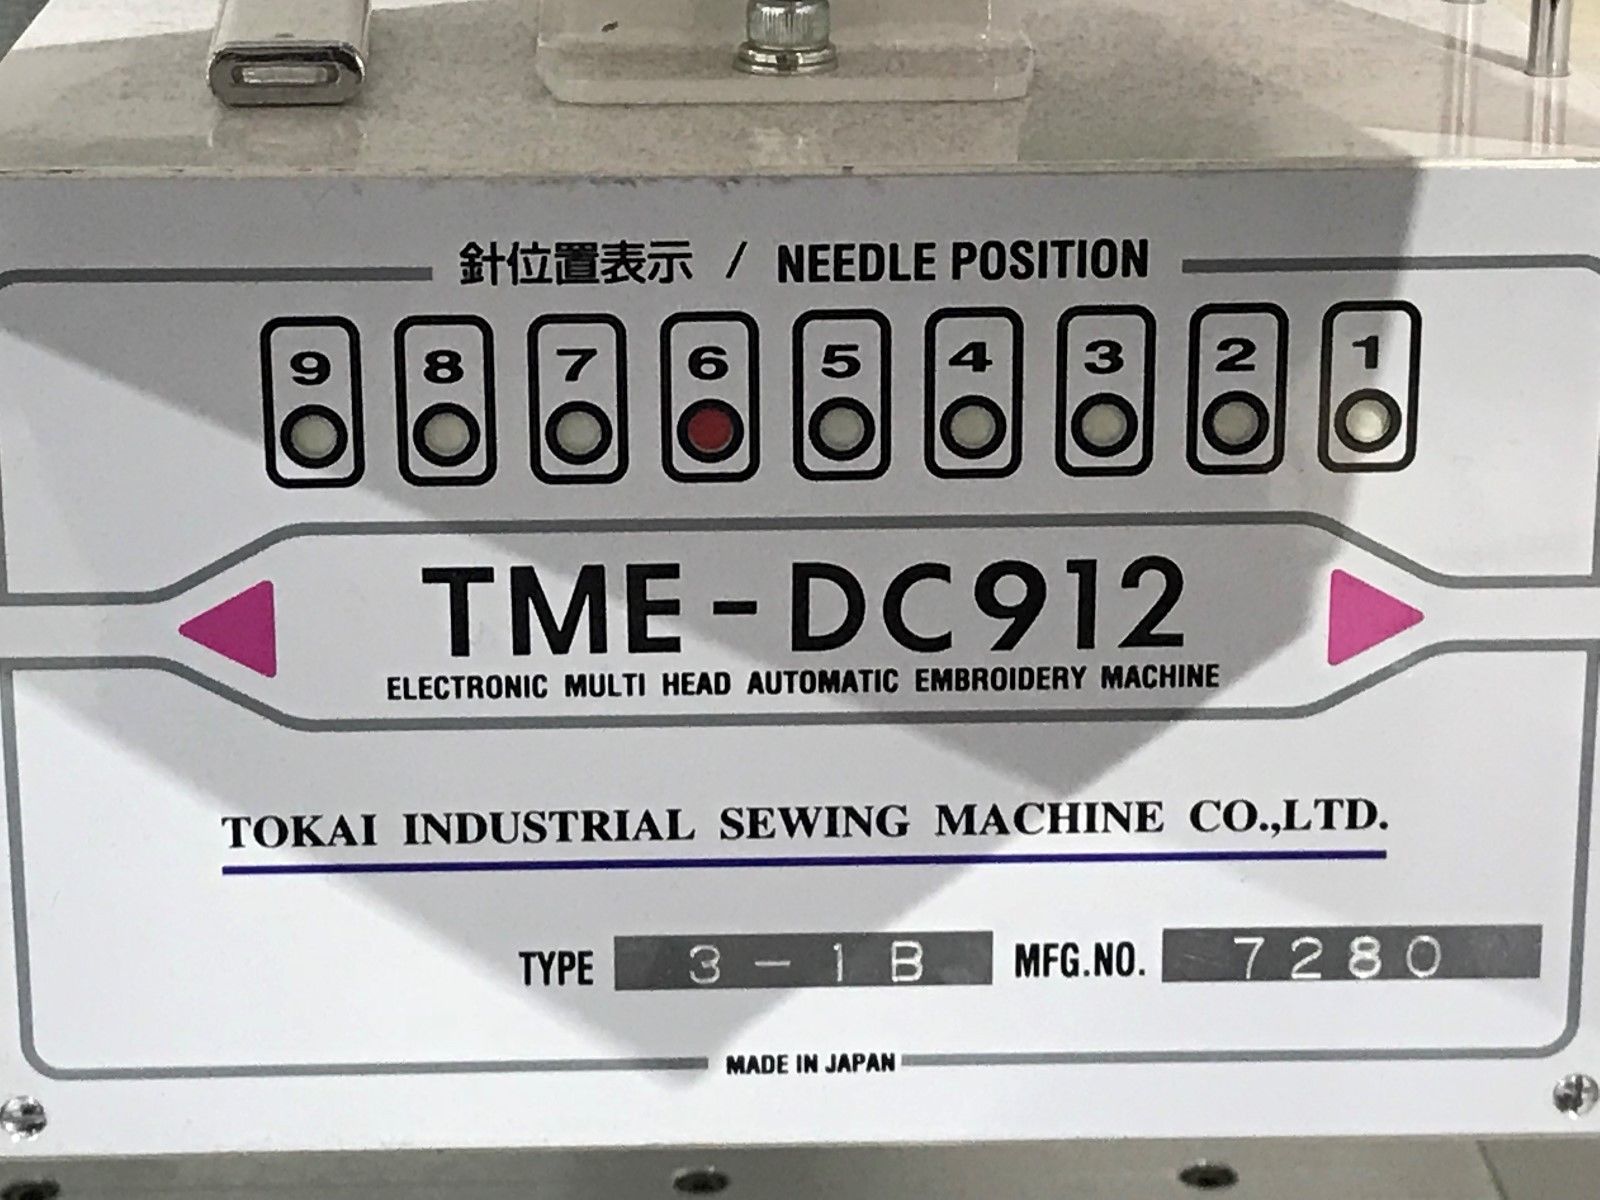 針位置表示 / NEEDLE POSITION
9 8 7 6 5 4 3 2 1
TME-DC912
ELECTRONIC MULTI HEAD AUTOMATIC EMBROIDERY MACHINE
TOKAI INDUSTRIAL SEWING MACHINE CO.,LTD.
TYPE 3-1B MFG.NO. 7280
MADE IN JAPAN